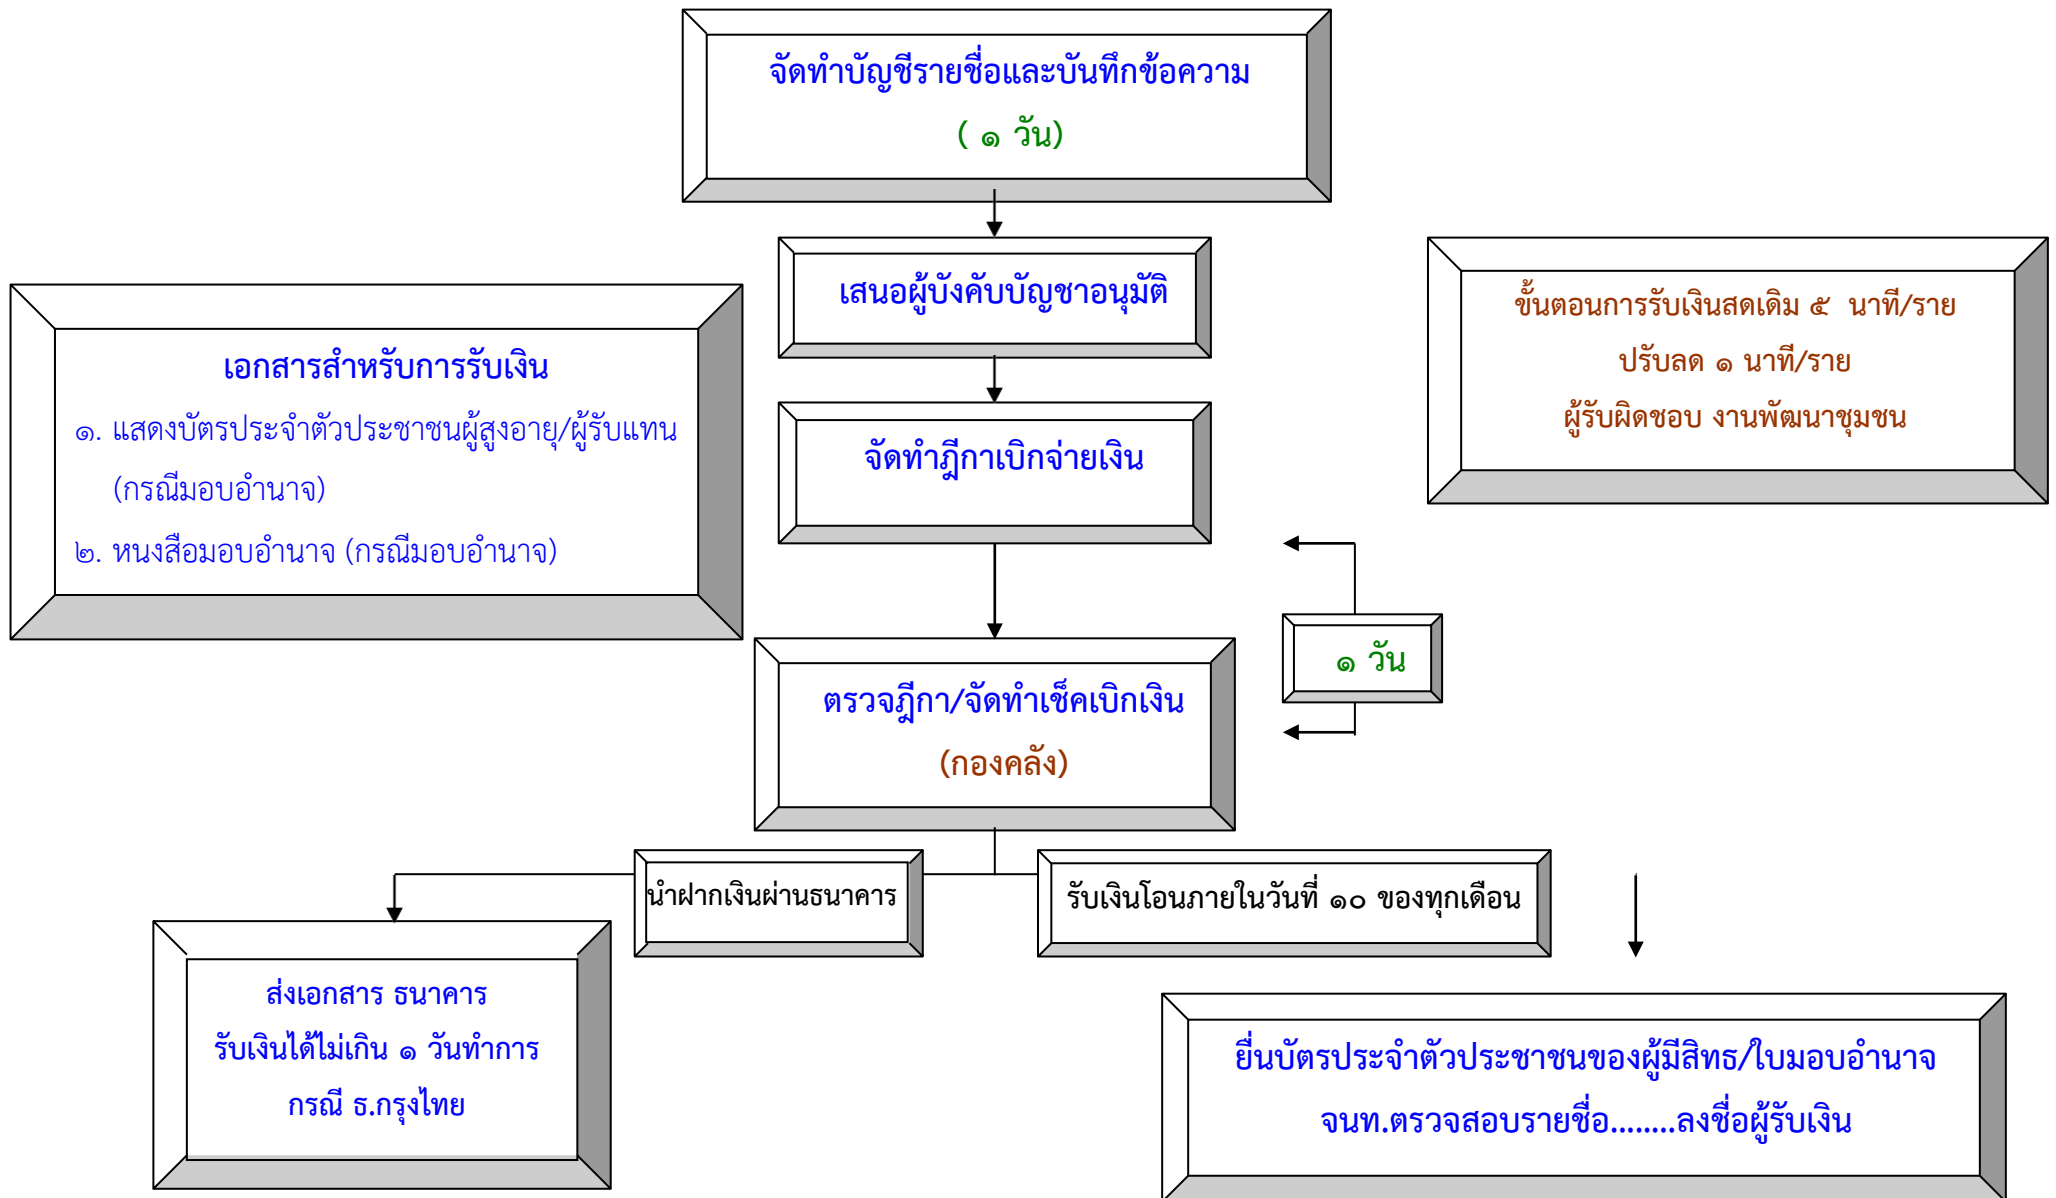 จัดทำบัญชีรายชื่อและบันทึกข้อความ
( ๑ วัน)
เสนอผู้บังคับบัญชาอนุมัติ
ขั้นตอนการรับเงินสดเดิม ๕ นาที/ราย
ปรับลด ๑ นาที/ราย
ผู้รับผิดชอบ งานพัฒนาชุมชน
เอกสารสำหรับการรับเงิน
๑. แสดงบัตรประจำตัวประชาชนผู้สูงอายุ/ผู้รับแทน
(กรณีมอบอำนาจ)
๒. หนงสือมอบอำนาจ (กรณีมอบอำนาจ)
จัดทำฎีกาเบิกจ่ายเงิน
๑ วัน
ตรวจฎีกา/จัดทำเช็คเบิกเงิน
(กองคลัง)
นำฝากเงินผ่านธนาคาร
รับเงินโอนภายในวันที่ ๑๐ ของทุกเดือน
ส่งเอกสาร ธนาคาร
รับเงินได้ไม่เกิน ๑ วันทำการ
กรณี ธ.กรุงไทย
ยื่นบัตรประจำตัวประชาชนของผู้มีสิทธ/ใบมอบอำนาจ
จนท.ตรวจสอบรายชื่อ........ลงชื่อผู้รับเงิน